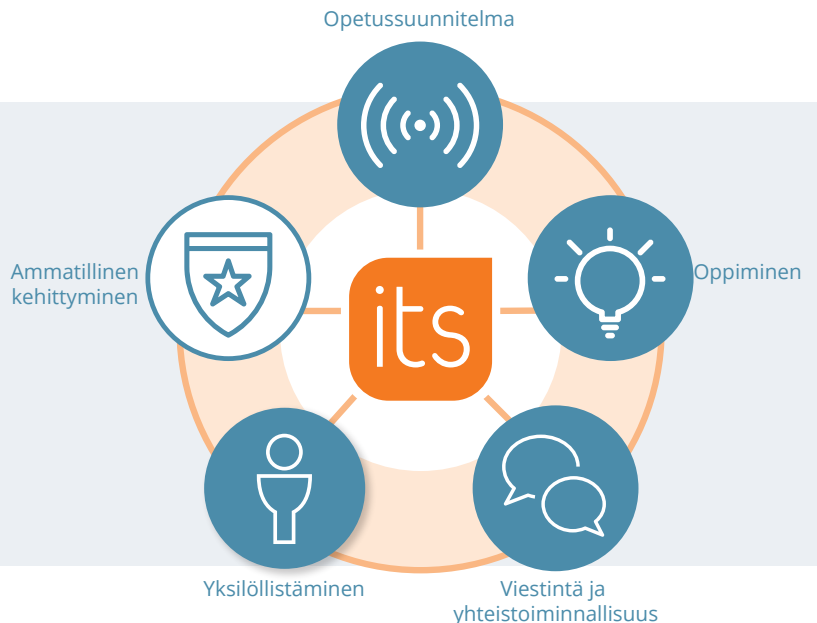 Opetussuunnitelma
Ammatillinen
kehittyminen
its
Oppiminen
Yksilöllistäminen
Viestintä ja
yhteistoiminnallisuus